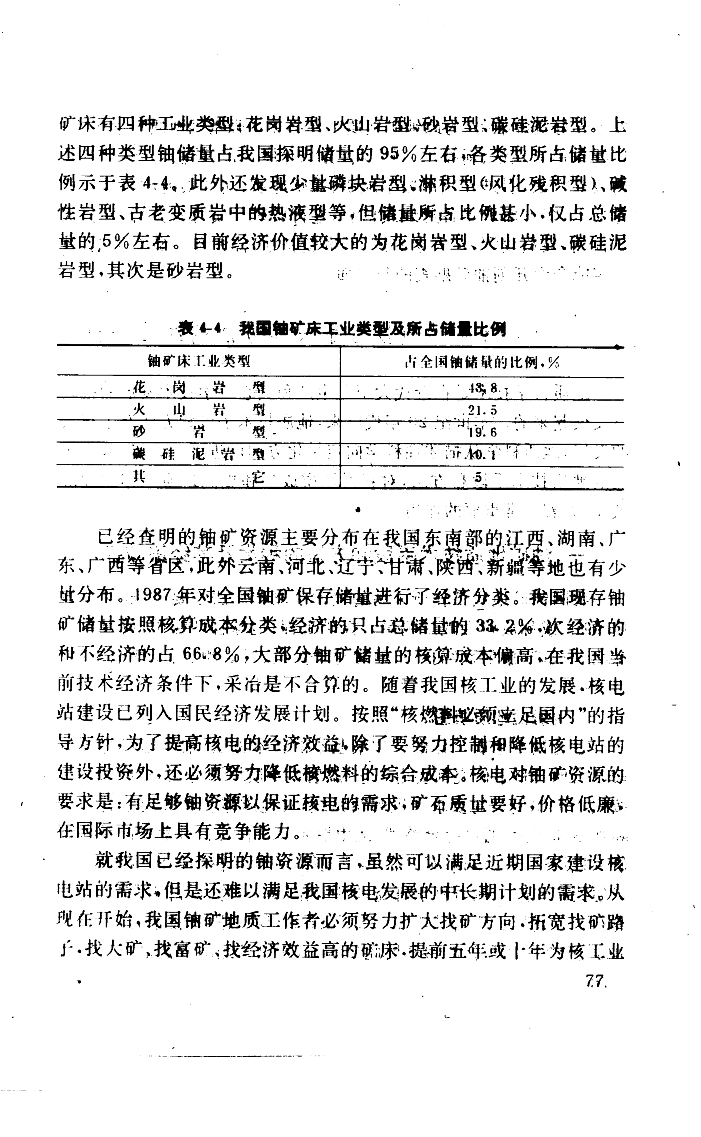 矿床有四种工业类型:花岗岩型、火山岩型、砂岩型、碳硅泥岩型。上
述四种类型铀储量占我国探明储量的95%左右,各类型所占储量比
例示于表4-4。此外还发现少量磷块岩型、淋积型(风化残积型)、碱
性岩型、古老变质岩中的热液型等,但储量所占比例甚小,仅占总储
量的5%左右。目前经济价值较大的为花岗岩型、火山岩型、碳硅泥
岩型,其次是砂岩型。
表4-4 我国铀矿床工业类型及所占储量比例
铀矿床工业类型 占全国铀储量的比例,%
花岗岩型 43.8
火山岩型 21.5
砂岩型 19.6
碳硅泥岩型 10.1
其它 5
已经查明的铀矿资源主要分布在我国东南部的江西、湖南、广
东、广西等省区,此外云南、河北、辽宁、甘肃、陕西、新疆等地也有少
量分布。1987年对全国铀矿保存储量进行了经济分类。我国现存铀
矿储量按照核算成本分类,经济的只占总储量的33.2%,次经济的
和不经济的占66.8%,大部分铀矿储量的核算成本偏高,在我国当
前技术经济条件下,采冶是不合算的。随着我国核工业的发展,核电
站建设已列入国民经济发展计划。按照“核燃料必须立足国内”的指
导方针,为了提高核电的经济效益,除了要努力控制和降低核电站的
建设投资外,还必须努力降低核燃料的综合成本。核电对铀矿资源的
要求是:有足够铀资源以保证核电的需求,矿石质量要好,价格低廉,
在国际市场上具有竞争能力。
就我国已经探明的铀资源而言,虽然可以满足近期国家建设核
电站的需求,但是还难以满足我国核电发展的中长期计划的需求。从
现在开始,我国铀矿地质工作者必须努力扩大找矿方向,拓宽找矿路
子,找大矿、找富矿、找经济效益高的矿床,提前五年或十年为核工业
77